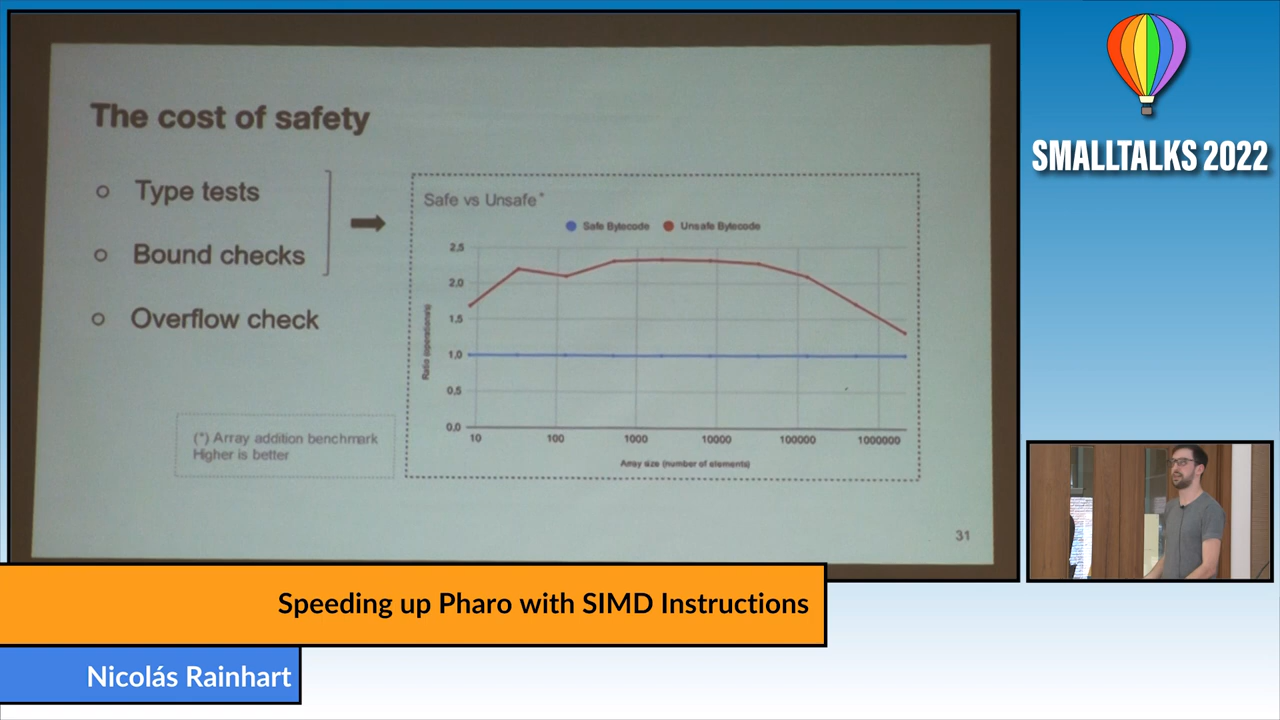 The cost of safety
Type tests
Bound checks
Overflow check
(*) Array addition benchmark
Higher is better
Safe vs Unsafe*
Safe Bytecode
Unsafe Bytecode
2,5
2,0
1,5
1,0
0,5
0,0
Ratio (operations/s)
10
100
1000
10000
100000
1000000
Array size (number of elements)
31
SMALLTALKS 2022
Speeding up Pharo with SIMD Instructions
Nicolás Rainhart